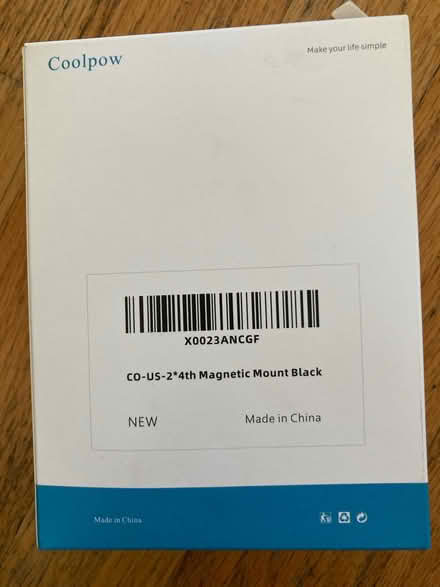 Coolpow
Make your life simple
X0023ANCGF
CO-US-2*4th Magnetic Mount Black
NEW
Made in China
Made in China